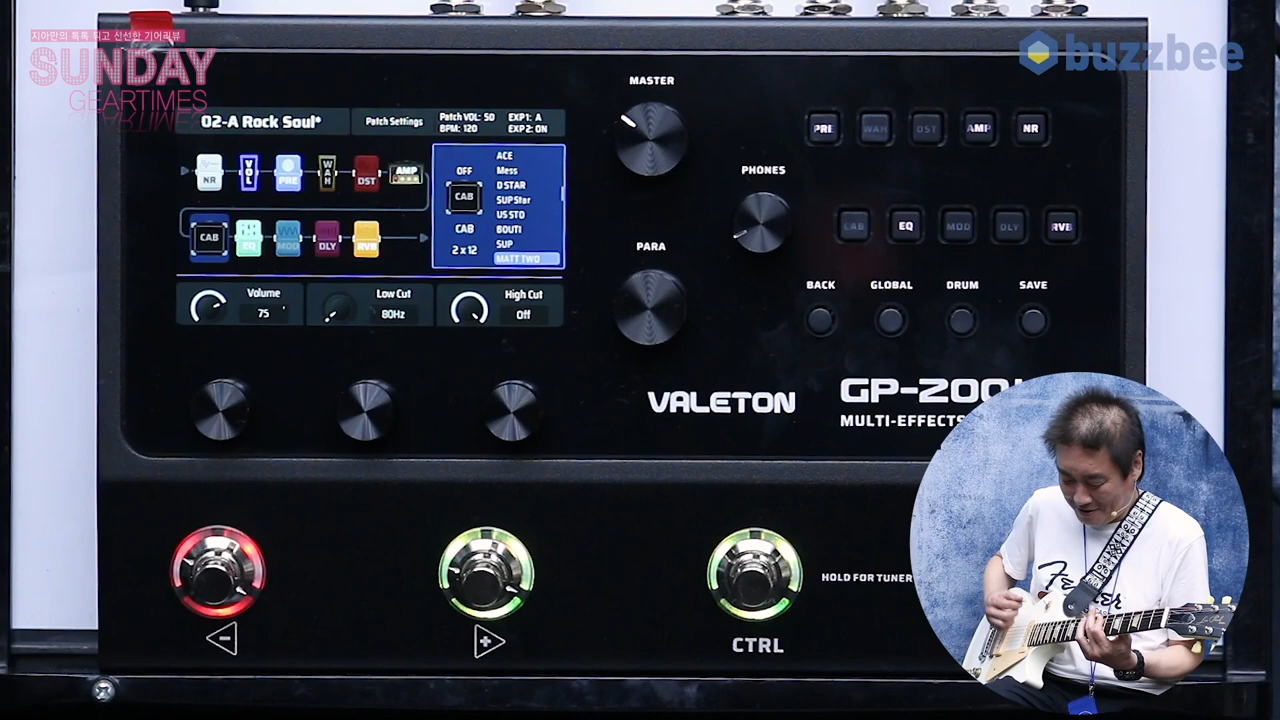 지아만의 톡톡 튀고 신선한 기어리뷰
SUNDAY
GEARTIMES
buzzbee
02-A Rock Soul*
Patch Settings
Patch VOL: 50
BPM: 120
EXP1: A
EXP2: ON
NR
VOL
PRE
WAH
DST
AMP
CAB
EQ
MOD
DLY
RVB
OFF
CAB
CAB
2 x 12
ACE
Mess
D STAR
SUP Star
US STO
BOUTI
SUP
MATT TWO
Volume
75
Low Cut
80Hz
High Cut
Off
MASTER
PHONES
PARA
PRE
WAH
DST
AMP
NR
CAB
EQ
MOD
DLY
RVB
BACK
GLOBAL
DRUM
SAVE
VALETON
GP-200
MULTI-EFFECTS
HOLD FOR TUNER
CTRL